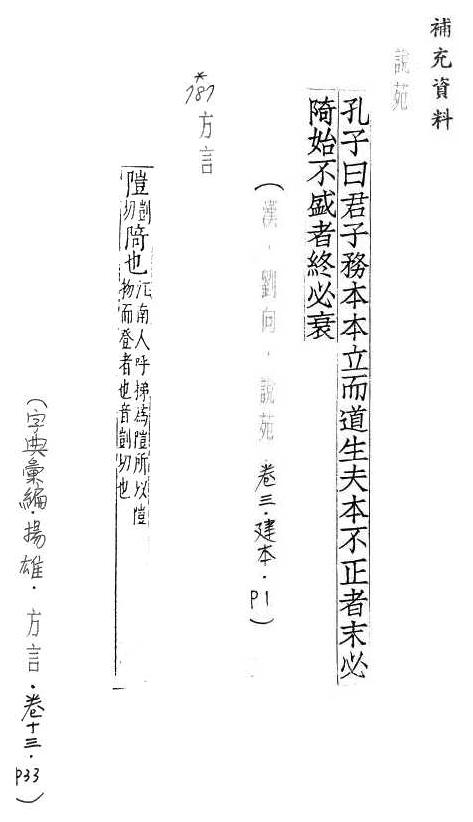 補充資料
說苑
孔子曰君子務本本立而道生夫本不正者末必
陭始不盛者終必衰
(漢．劉向．說苑 卷三．建本．P1)
*
方言
隑剴切陭也江南人呼梯為隑所以隑物而登者也音剴切也
(字典彙編．揚雄．方言．卷十三．P33)